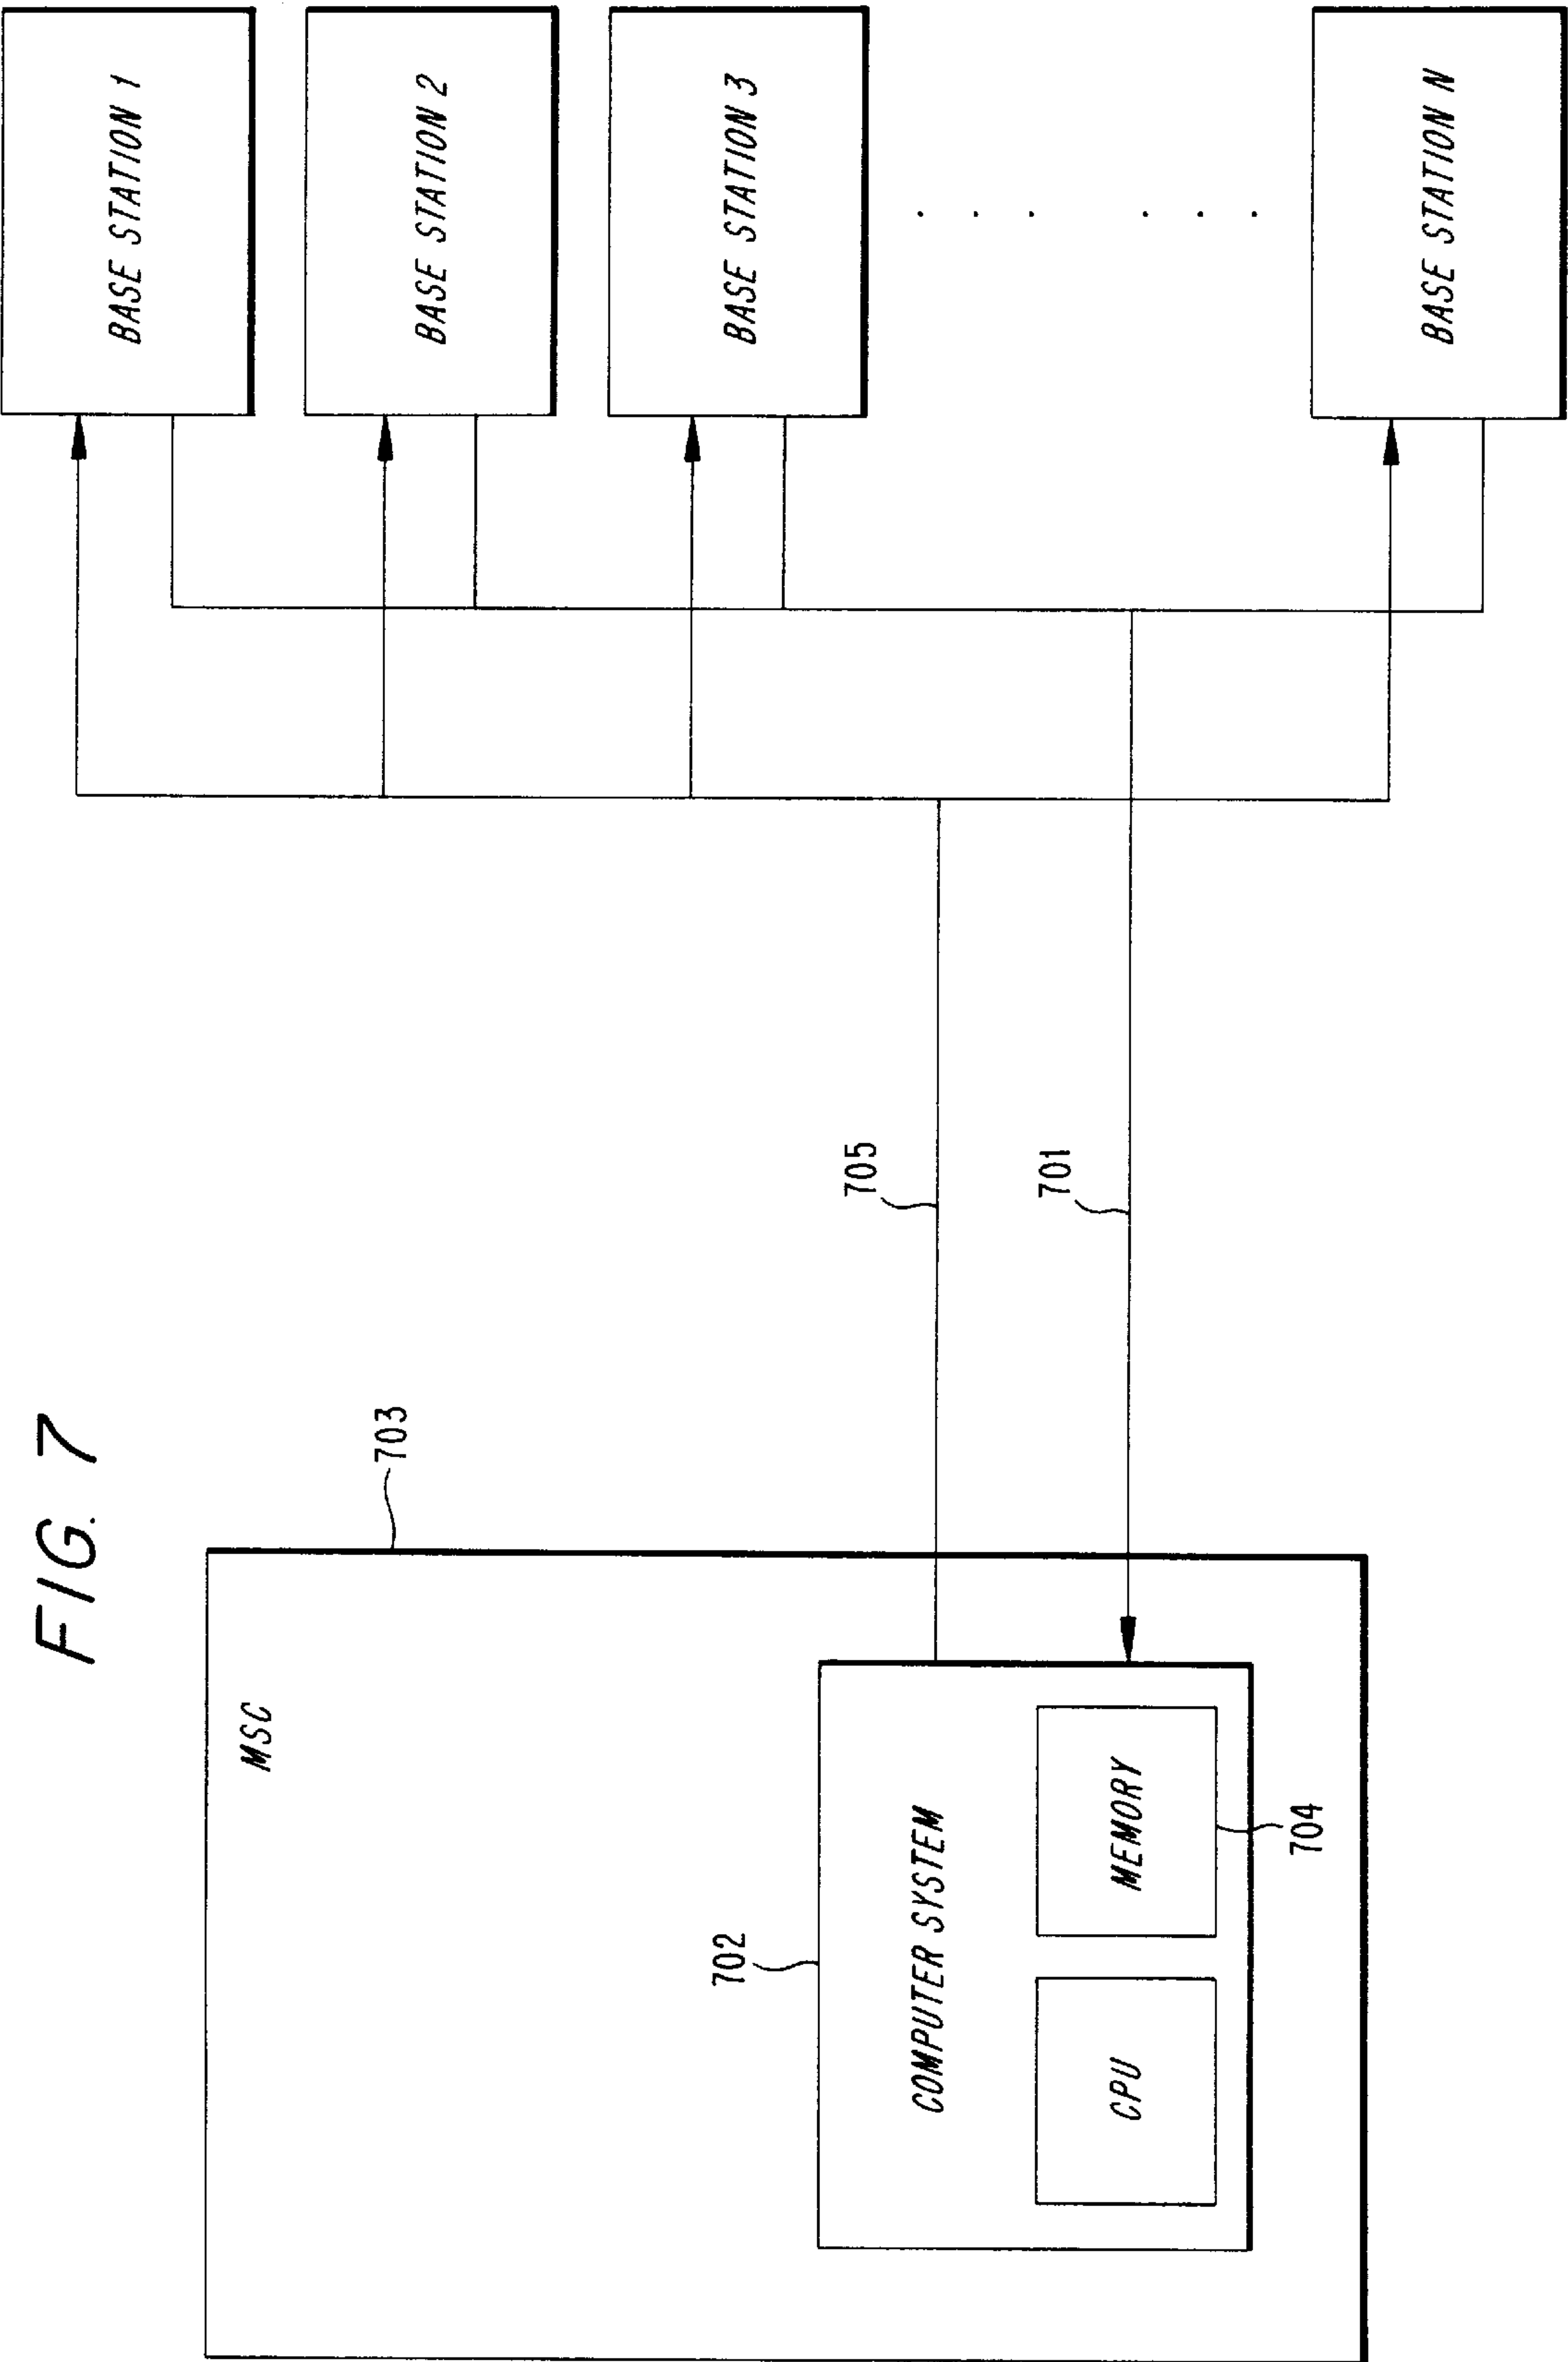 FIG. 7
MSC
703
COMPUTER SYSTEM
702
CPU
MEMORY
704
705
701
BASE STATION 1
BASE STATION 2
BASE STATION 3
BASE STATION N